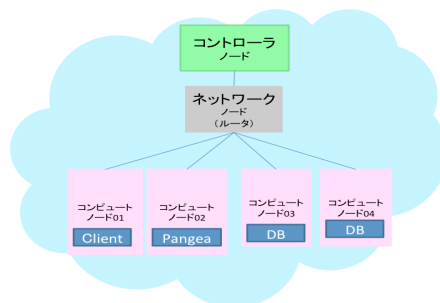 コントローラ
ノード
ネットワーク
ノード
(ルータ)
コンピュート
ノード01
Client
コンピュート
ノード02
Pangea
コンピュート
ノード03
DB
コンピュート
ノード04
DB